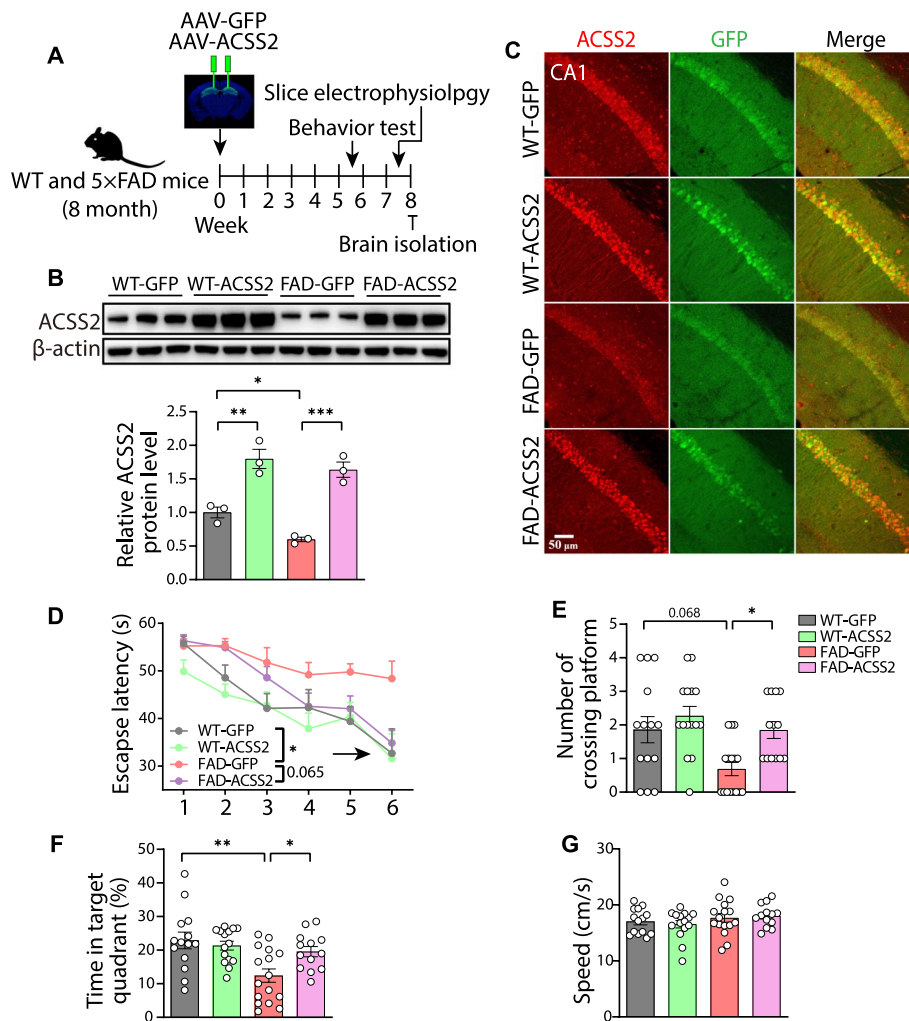 A
AAV-GFP
AAV-ACSS2
Slice electrophysiolpgy
Behavior test
WT and 5×FAD mice
(8 month)
0 1 2 3 4 5 6 7 8
Week
Brain isolation
B
WT-GFP WT-ACSS2 FAD-GFP FAD-ACSS2
ACSS2
β-actin
Relative ACSS2
protein level
2.5
2.0
1.5
1.0
0.5
0.0
*
** ***
C
ACSS2 GFP Merge
CA1
WT-GFP
WT-ACSS2
FAD-GFP
FAD-ACSS2
50 μm
D
Escapse latency (s)
60
50
40
30
WT-GFP
WT-ACSS2
FAD-GFP
FAD-ACSS2
*
0.065
1 2 3 4 5 6
E
Number of
crossing platform
5
4
3
2
1
0
0.068 *
WT-GFP
WT-ACSS2
FAD-GFP
FAD-ACSS2
F
Time in target
quadrant (%)
50
40
30
20
10
0
** *
G
Speed (cm/s)
30
20
10
0